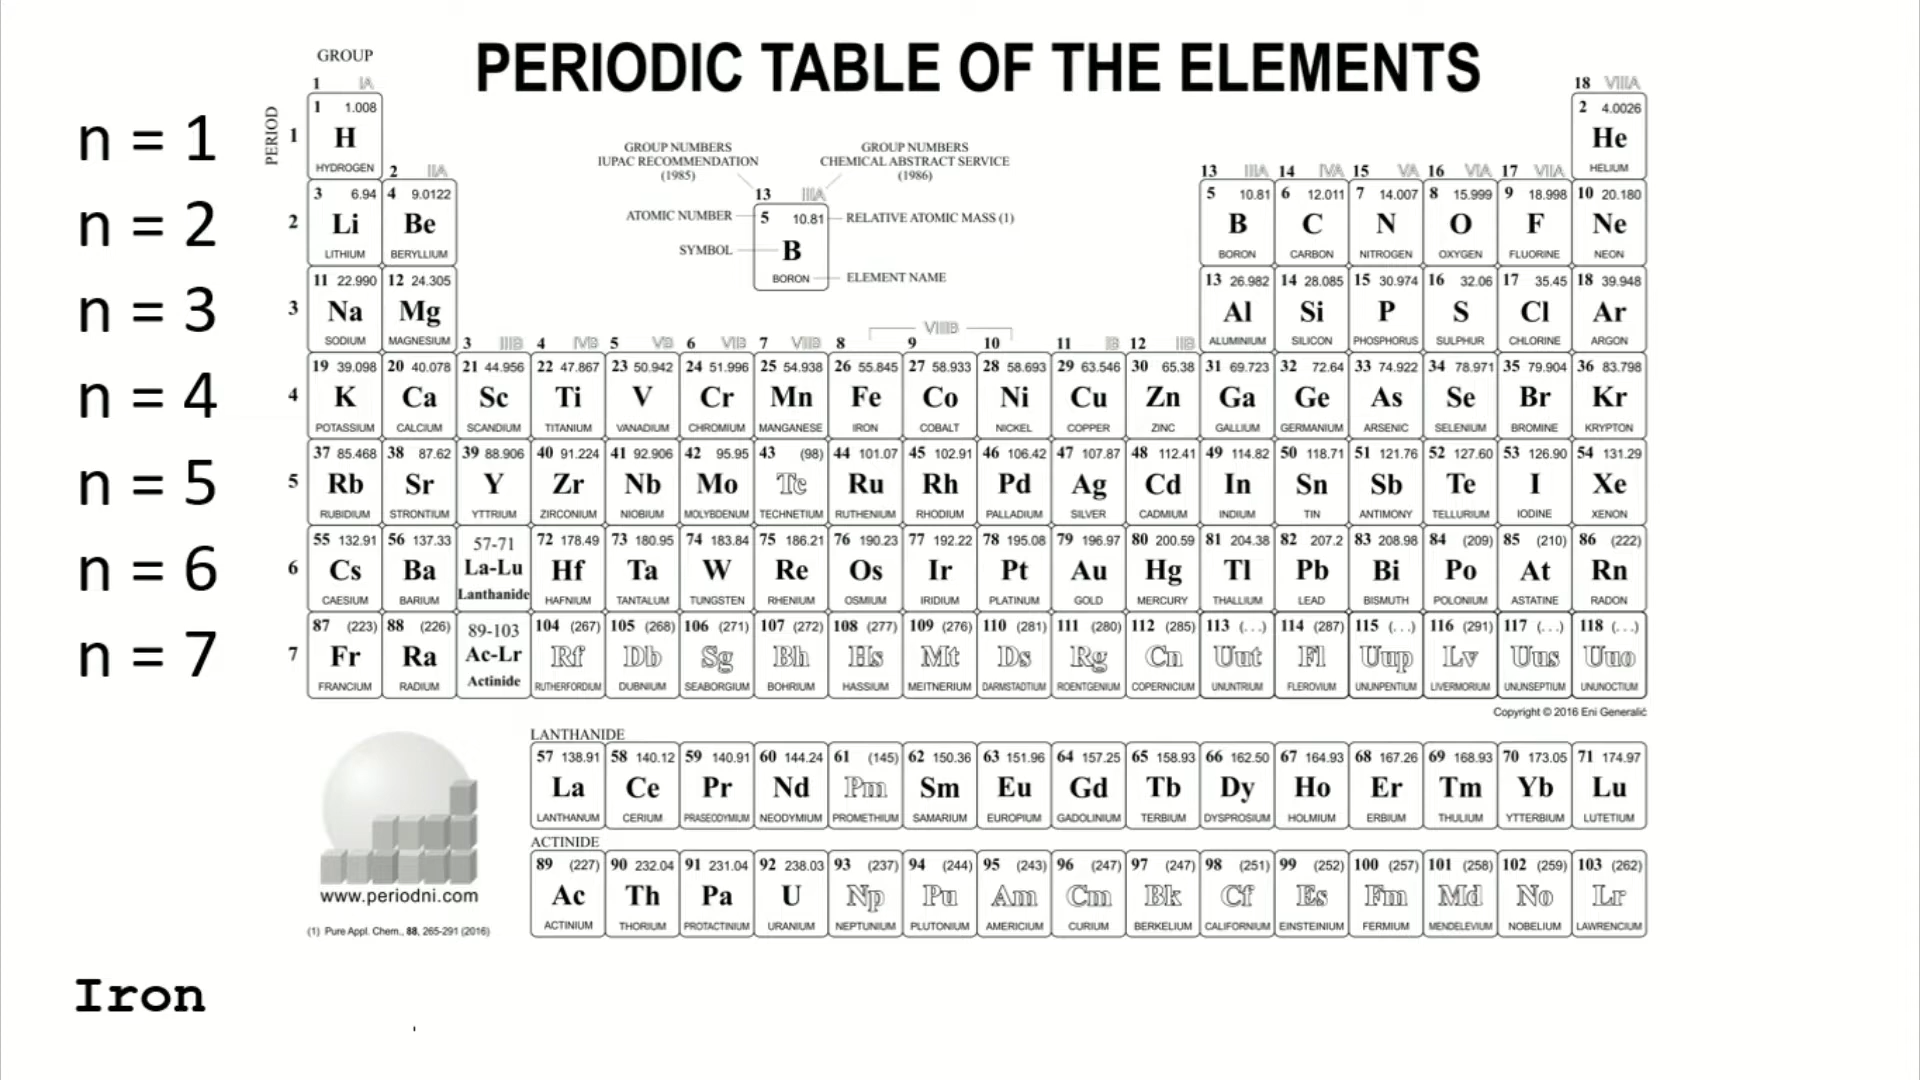 PERIODIC TABLE OF THE ELEMENTS
GROUP
1 IA
18 VIIIA
PERIOD
n = 1
n = 2
n = 3
n = 4
n = 5
n = 6
n = 7
1
1 1.008
H
HYDROGEN
2 4.0026
He
HELIUM
GROUP NUMBERS
IUPAC RECOMMENDATION
(1985)
GROUP NUMBERS
CHEMICAL ABSTRACT SERVICE
(1986)
13 IIIA
ATOMIC NUMBER
5 10.81
RELATIVE ATOMIC MASS (1)
SYMBOL
B
BORON
ELEMENT NAME
2 IIA
13 IIIA 14 IVA 15 VA 16 VIA 17 VIIA
2
3 6.94 4 9.0122 5 10.81 6 12.011 7 14.007 8 15.999 9 18.998 10 20.180
Li Be B C N O F Ne
LITHIUM BERYLLIUM BORON CARBON NITROGEN OXYGEN FLUORINE NEON
3
11 22.990 12 24.305 13 26.982 14 28.085 15 30.974 16 32.06 17 35.45 18 39.948
Na Mg Al Si P S Cl Ar
SODIUM MAGNESIUM ALUMINIUM SILICON PHOSPHORUS SULPHUR CHLORINE ARGON
VIIIB
3 IIIB 4 IVB 5 VB 6 VIB 7 VIIB 8 9 10 11 IB 12 IIB
4
19 39.098 20 40.078 21 44.956 22 47.867 23 50.942 24 51.996 25 54.938 26 55.845 27 58.933 28 58.693 29 63.546 30 65.38 31 69.723 32 72.64 33 74.922 34 78.971 35 79.904 36 83.798
K Ca Sc Ti V Cr Mn Fe Co Ni Cu Zn Ga Ge As Se Br Kr
POTASSIUM CALCIUM SCANDIUM TITANIUM VANADIUM CHROMIUM MANGANESE IRON COBALT NICKEL COPPER ZINC GALLIUM GERMANIUM ARSENIC SELENIUM BROMINE KRYPTON
5
37 85.468 38 87.62 39 88.906 40 91.224 41 92.906 42 95.95 43 (98) 44 101.07 45 102.91 46 106.42 47 107.87 48 112.41 49 114.82 50 118.71 51 121.76 52 127.60 53 126.90 54 131.29
Rb Sr Y Zr Nb Mo Tc Ru Rh Pd Ag Cd In Sn Sb Te I Xe
RUBIDIUM STRONTIUM YTTRIUM ZIRCONIUM NIOBIUM MOLYBDENUM TECHNETIUM RUTHENIUM RHODIUM PALLADIUM SILVER CADMIUM INDIUM TIN ANTIMONY TELLURIUM IODINE XENON
6
55 132.91 56 137.33 57-71 72 178.49 73 180.95 74 183.84 75 186.21 76 190.23 77 192.22 78 195.08 79 196.97 80 200.59 81 204.38 82 207.2 83 208.98 84 (209) 85 (210) 86 (222)
Cs Ba La-Lu Hf Ta W Re Os Ir Pt Au Hg Tl Pb Bi Po At Rn
CAESIUM BARIUM Lanthanide HAFNIUM TANTALUM TUNGSTEN RHENIUM OSMIUM IRIDIUM PLATINUM GOLD MERCURY THALLIUM LEAD BISMUTH POLONIUM ASTATINE RADON
7
87 (223) 88 (226) 89-103 104 (267) 105 (268) 106 (271) 107 (272) 108 (277) 109 (276) 110 (281) 111 (280) 112 (285) 113 (...) 114 (287) 115 (...) 116 (291) 117 (...) 118 (...)
Fr Ra Ac-Lr Rf Db Sg Bh Hs Mt Ds Rg Cn Uut Fl Uup Lv Uus Uuo
FRANCIUM RADIUM Actinide RUTHERFORDIUM DUBNIUM SEABORGIUM BOHRIUM HASSIUM MEITNERIUM DARMSTADTIUM ROENTGENIUM COPERNICIUM UNUNTRIUM FLEROVIUM UNUNPENTIUM LIVERMORIUM UNUNSEPTIUM UNUNOCTIUM
Copyright © 2016 Eni Generalić
LANTHANIDE
57 138.91 58 140.12 59 140.91 60 144.24 61 (145) 62 150.36 63 151.96 64 157.25 65 158.93 66 162.50 67 164.93 68 167.26 69 168.93 70 173.05 71 174.97
La Ce Pr Nd Pm Sm Eu Gd Tb Dy Ho Er Tm Yb Lu
LANTHANUM CERIUM PRASEODYMIUM NEODYMIUM PROMETHIUM SAMARIUM EUROPIUM GADOLINIUM TERBIUM DYSPROSIUM HOLMIUM ERBIUM THULIUM YTTERBIUM LUTETIUM
ACTINIDE
89 (227) 90 232.04 91 231.04 92 238.03 93 (237) 94 (244) 95 (243) 96 (247) 97 (247) 98 (251) 99 (252) 100 (257) 101 (258) 102 (259) 103 (262)
Ac Th Pa U Np Pu Am Cm Bk Cf Es Fm Md No Lr
ACTINIUM THORIUM PROTACTINIUM URANIUM NEPTUNIUM PLUTONIUM AMERICIUM CURIUM BERKELIUM CALIFORNIUM EINSTEINIUM FERMIUM MENDELEVIUM NOBELIUM LAWRENCIUM
www.periodni.com
(1) Pure Appl. Chem., 88, 265-291 (2016)
Iron